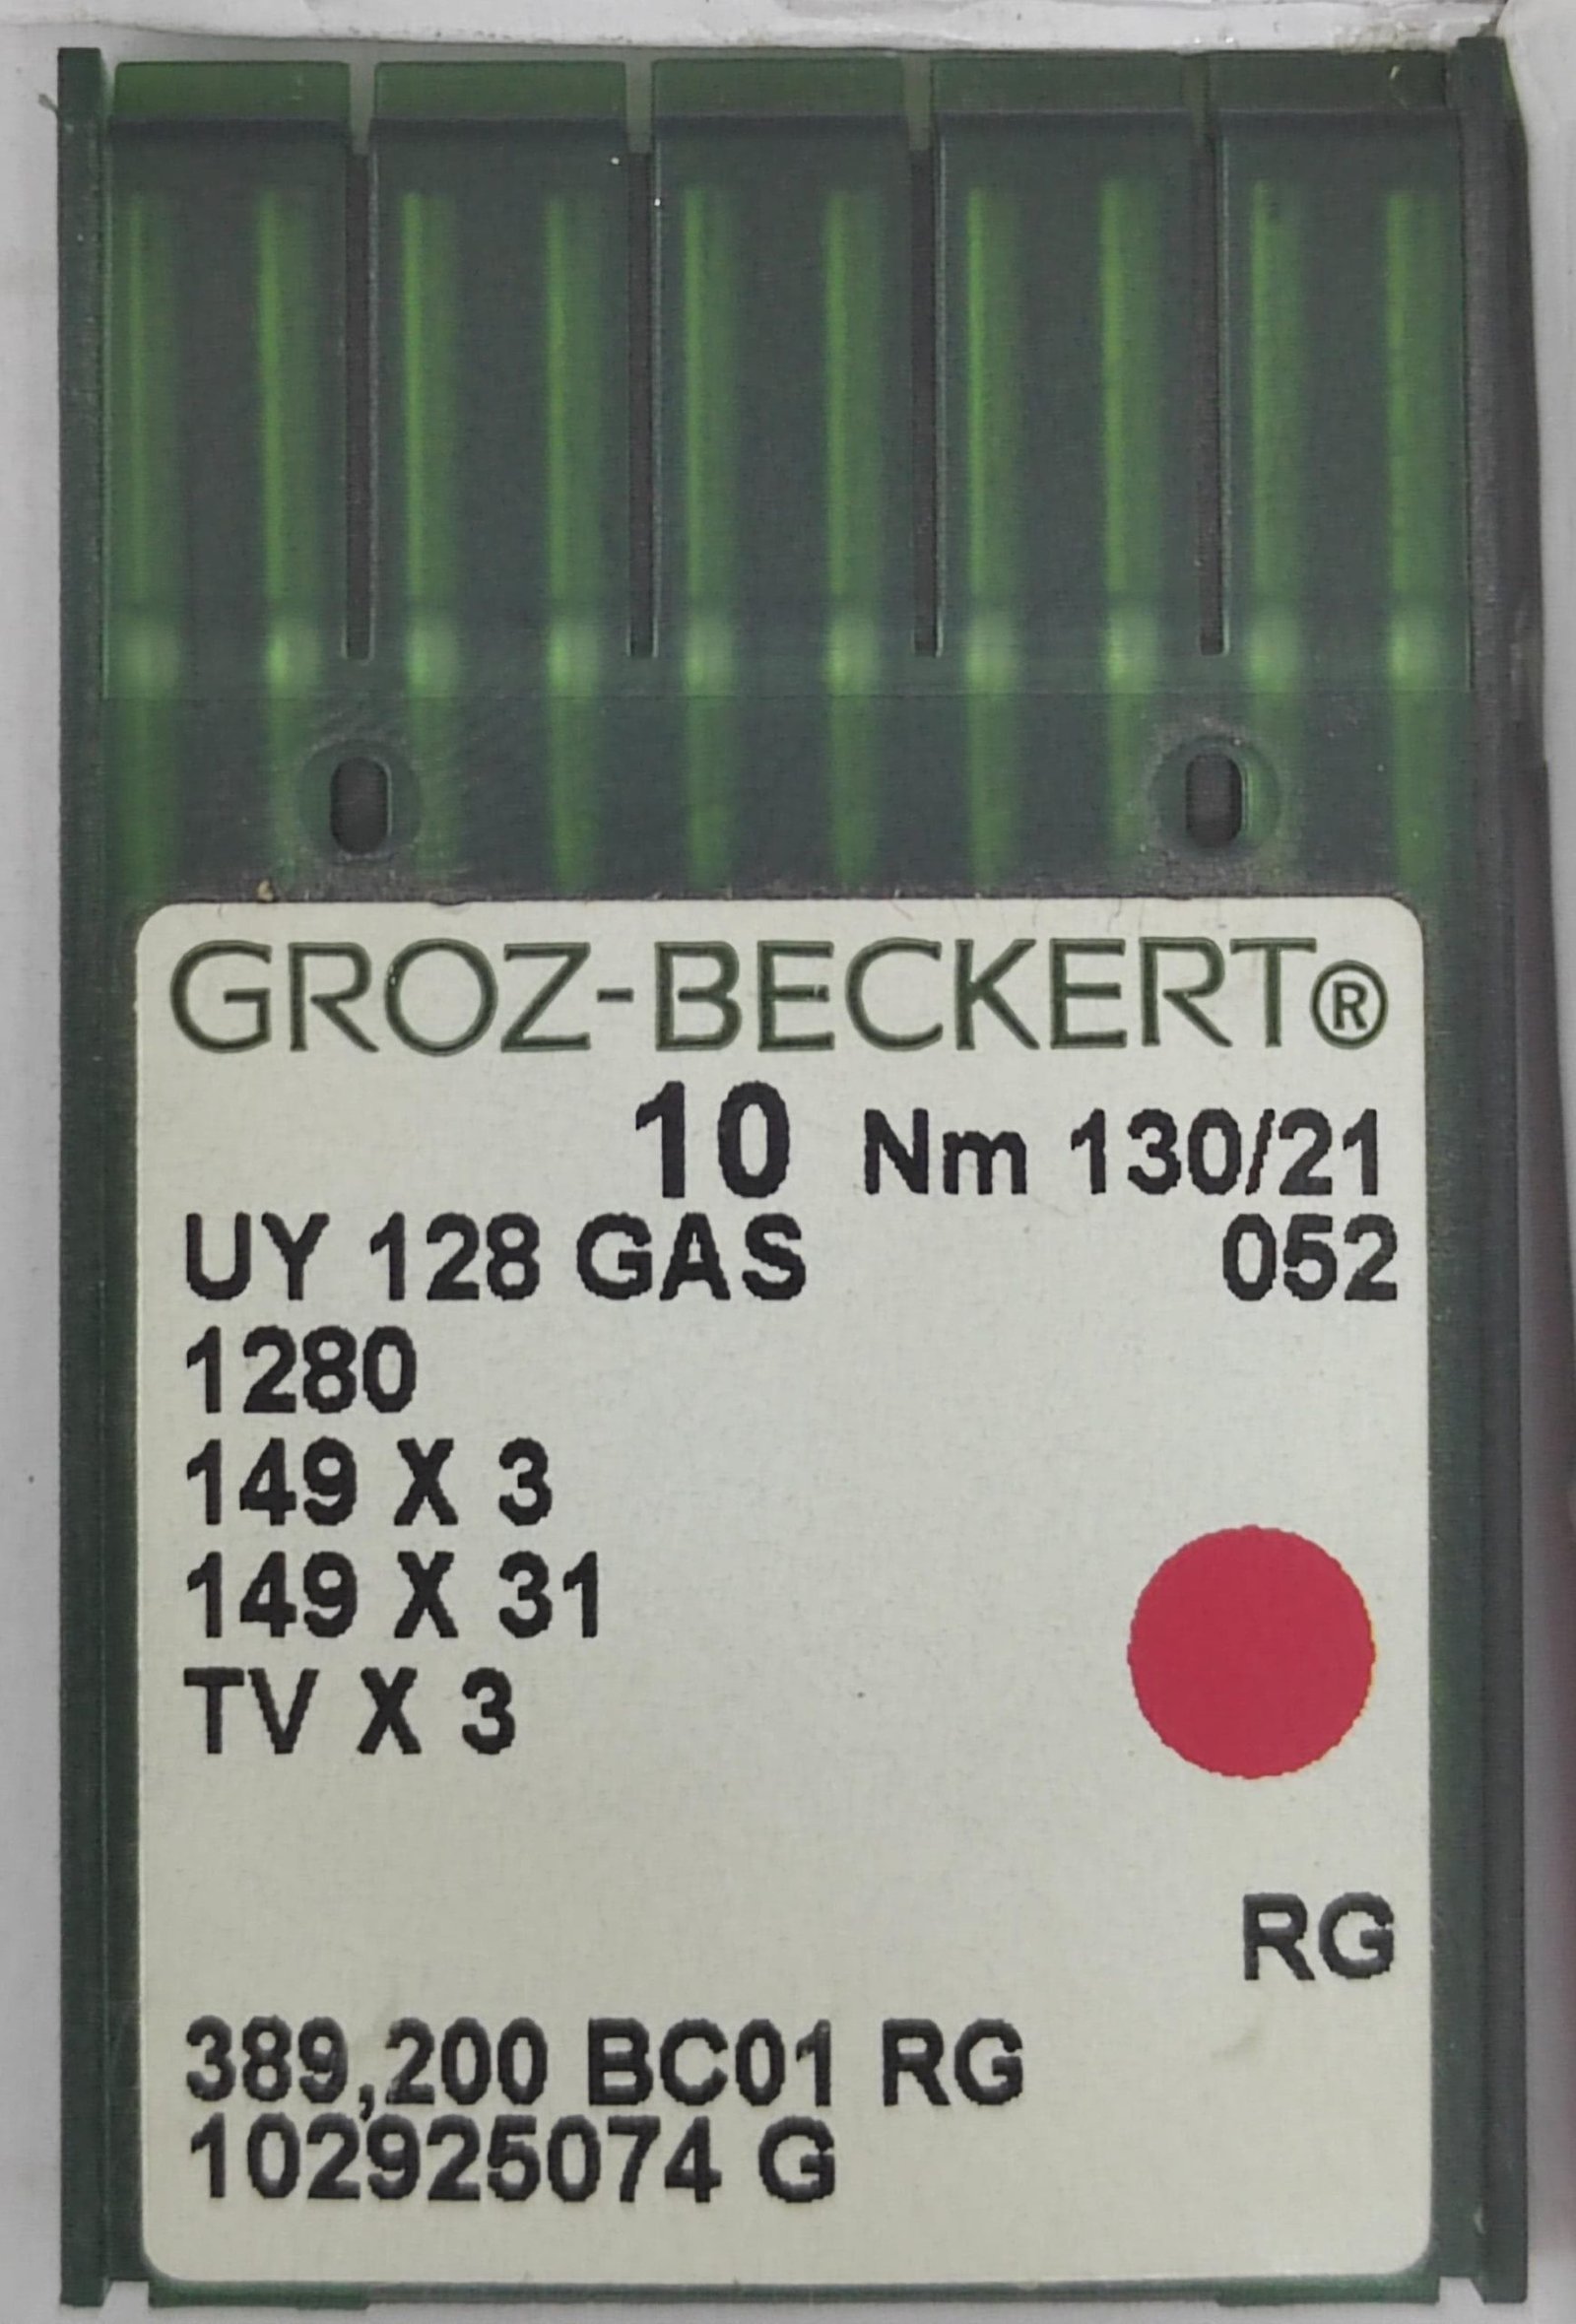 GROZ-BECKERT®
10 Nm 130/21
UY 128 GAS 052
1280
149 X 3
149 X 31
TV X 3
RG
389,200 BC01 RG
102925074 G